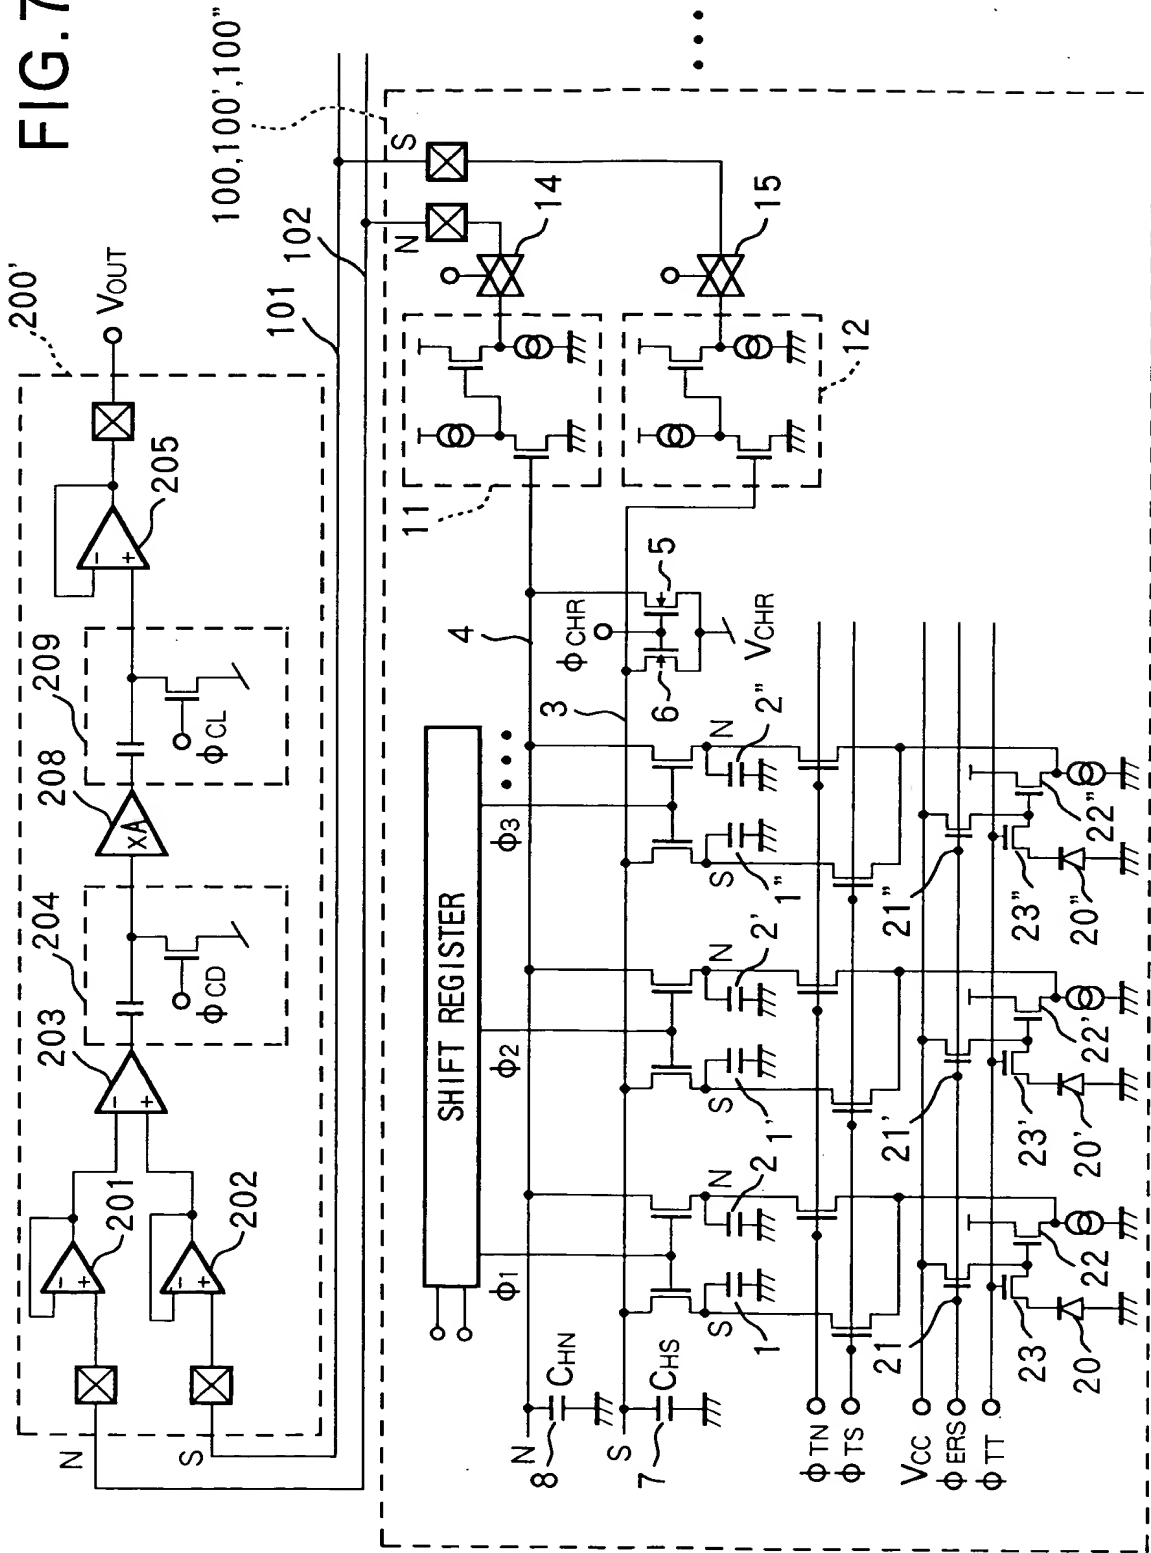 FIG.7
200'
203
204
208
209
201
202
205
xA
VOUT
ΦCD
ΦCL
N
S
-
+
-
+
-
+
-
+
101
102
100,100',100"
N
S
SHIFT REGISTER
Φ1
Φ2
Φ3
N
8
CHN
S
7
CHS
3
4
ΦCHR
6
5
VCHR
11
12
14
15
S
N
1
2
S
N
1'
2'
S
N
1"
2"
ΦTN
ΦTS
VCC
ΦERS
ΦTT
21
23
20
22
21'
23'
20'
22'
21"
23"
20"
22"